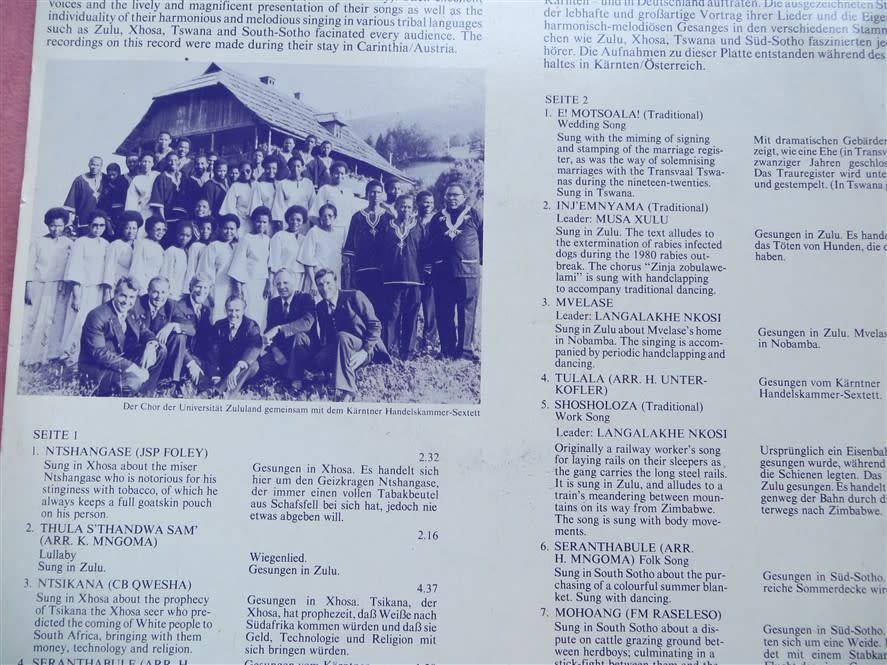 voices and the lively and magnificent presentation of their songs as well as the
individuality of their harmonious and melodious singing in various tribal languages
such as Zulu, Xhosa, Tswana and South-Sotho facinated every audience. The
recordings on this record were made during their stay in Carinthia/Austria.
Kärnten – und in Deutschland auftraten. Die ausgezeichneten
der lebhafte und großartige Vortrag ihrer Lieder und die
harmonisch-melodiösen Gesanges in den verschiedenen
chen wie Zulu, Xhosa, Tswana und Süd-Sotho faszinierten
hörer. Die Aufnahmen zu dieser Platte entstanden während des
haltes in Kärnten/Österreich.
Der Chor der Universität Zululand gemeinsam mit dem Kärntner Handelskammer-Sextett
SEITE 1
1. NTSHANGASE (JSP FOLEY) 2.32
Sung in Xhosa about the miser
Ntshangase who is notorious for his
stinginess with tobacco, of which he
always keeps a full goatskin pouch
on his person.
Gesungen in Xhosa. Es handelt sich
hier um den Geizkragen Ntshangase,
der immer einen vollen Tabakbeutel
aus Schafsfell bei sich hat, jedoch nie
etwas abgeben will.
2. THULA S'THANDWA SAM' 2.16
(ARR. K. MNGOMA)
Lullaby
Sung in Zulu.
Wiegenlied.
Gesungen in Zulu.
3. NTSIKANA (CB QWESHA) 4.37
Sung in Xhosa about the prophecy
of Tsikana the Xhosa seer who pre-
dicted the coming of White people to
South Africa, bringing with them
money, technology and religion.
Gesungen in Xhosa. Tsikana, der
Xhosa, hat prophezeit, daß Weiße nach
Südafrika kommen würden und daß sie
Geld, Technologie und Religion mit
sich bringen würden.
4. SERANTHABULE (ARR. H.
Gesungen vom Kärntner
SEITE 2
1. E! MOTSOALA! (Traditional)
Wedding Song
Sung with the miming of signing
and stamping of the marriage regis-
ter, as was the way of solemnising
marriages with the Transvaal Tswa-
nas during the nineteen-twenties.
Sung in Tswana.
Mit dramatischen Gebärden
zeigt, wie eine Ehe (in
zwanziger Jahren
Das Trauregister wird
und gestempelt. (In Tswana
2. INJ'EMNYAMA (Traditional)
Leader: MUSA XULU
Sung in Zulu. The text alludes to
the extermination of rabies infected
dogs during the 1980 rabies out-
break. The chorus "Zinja zobulawe-
lami" is sung with handclapping
to accompany traditional dancing.
Gesungen in Zulu. Es
das Töten von Hunden, die
haben.
3. MVELASE
Leader: LANGALAKHE NKOSI
Sung in Zulu about Mvelase's home
in Nobamba. The singing is accom-
panied by periodic handclapping and
dancing.
Gesungen in Zulu.
in Nobamba.
4. TULALA (ARR. H. UNTER-
KOFLER)
Gesungen vom Kärntner
Handelskammer-Sextett.
5. SHOSHOLOZA (Traditional)
Work Song
Leader: LANGALAKHE NKOSI
Originally a railway worker's song
for laying rails on their sleepers as
the gang carries the long steel rails.
It is sung in Zulu, and alludes to a
train's meandering between moun-
tains on its way from Zimbabwe.
The song is sung with body move-
ments.
Ursprünglich ein
gesungen wurde, während
die Schienen legten. Das
Zulu gesungen. Es handelt
genweg der Bahn durch
terwegs nach Zimbabwe.
6. SERANTHABULE (ARR.
H. MNGOMA) Folk Song
Sung in South Sotho about the pur-
chasing of a colourful summer blan-
ket. Sung with dancing.
Gesungen in Süd-Sotho,
reiche Sommerdecke
7. MOHOANG (FM RASELESO)
Sung in South Sotho about a dis-
pute on cattle grazing ground bet-
ween herdboys; culminating in a
stick-fight between them and the
Gesungen in Süd-Sotho,
ten sich um eine Weide.
det mit einem